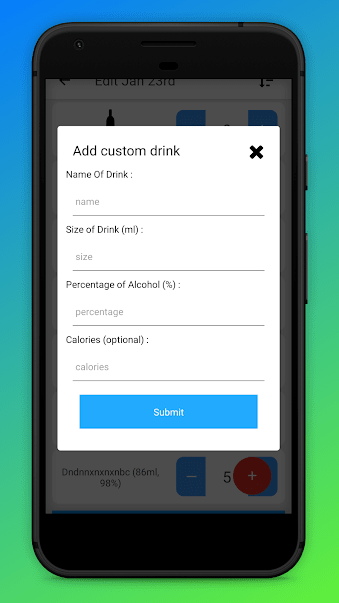 Edit Jan 23rd
Add custom drink
Name Of Drink :
name
Size of Drink (ml) :
size
Percentage of Alcohol (%) :
percentage
Calories (optional) :
calories
Submit
Dndnnxnxnxnbc (86ml,
98%)
− 5 +